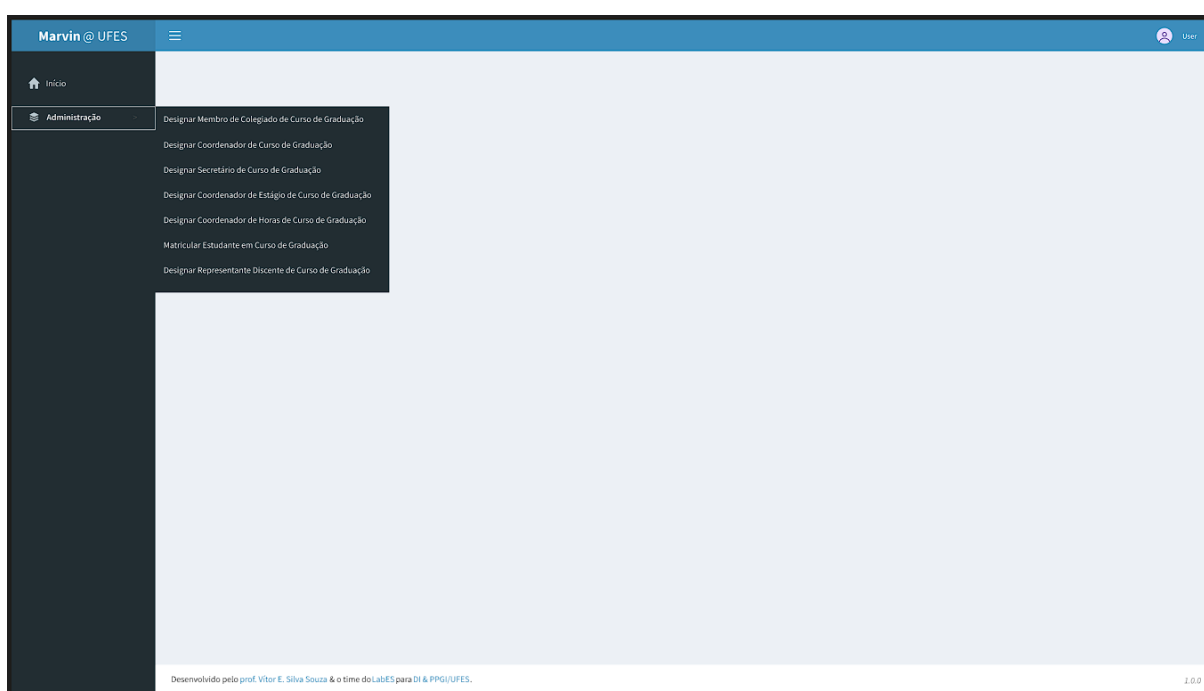 Marvin @ UFES
User
Início
Administração
Designar Membro de Colegiado de Curso de Graduação
Designar Coordenador de Curso de Graduação
Designar Secretário de Curso de Graduação
Designar Coordenador de Estágio de Curso de Graduação
Designar Coordenador de Horas de Curso de Graduação
Matricular Estudante em Curso de Graduação
Designar Representante Discente de Curso de Graduação
Desenvolvido pelo prof. Vítor E. Silva Souza & o time do LabES para DI & PPGI/UFES.
1.0.0